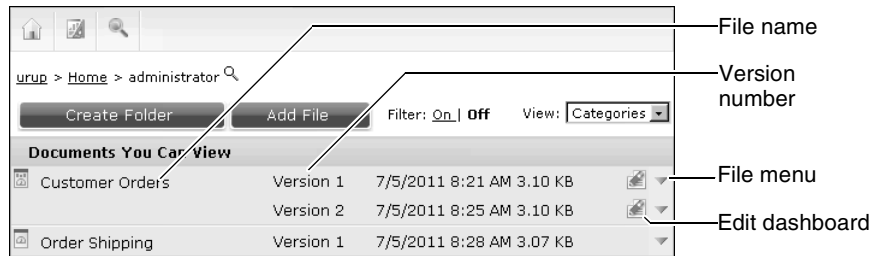 File name
urup > Home > administrator
Version
number
Create Folder Add File Filter: On | Off View: Categories
Documents You Can View
Customer Orders Version 1 7/5/2011 8:21 AM 3.10 KB
File menu
Version 2 7/5/2011 8:25 AM 3.10 KB
Edit dashboard
Order Shipping Version 1 7/5/2011 8:28 AM 3.07 KB